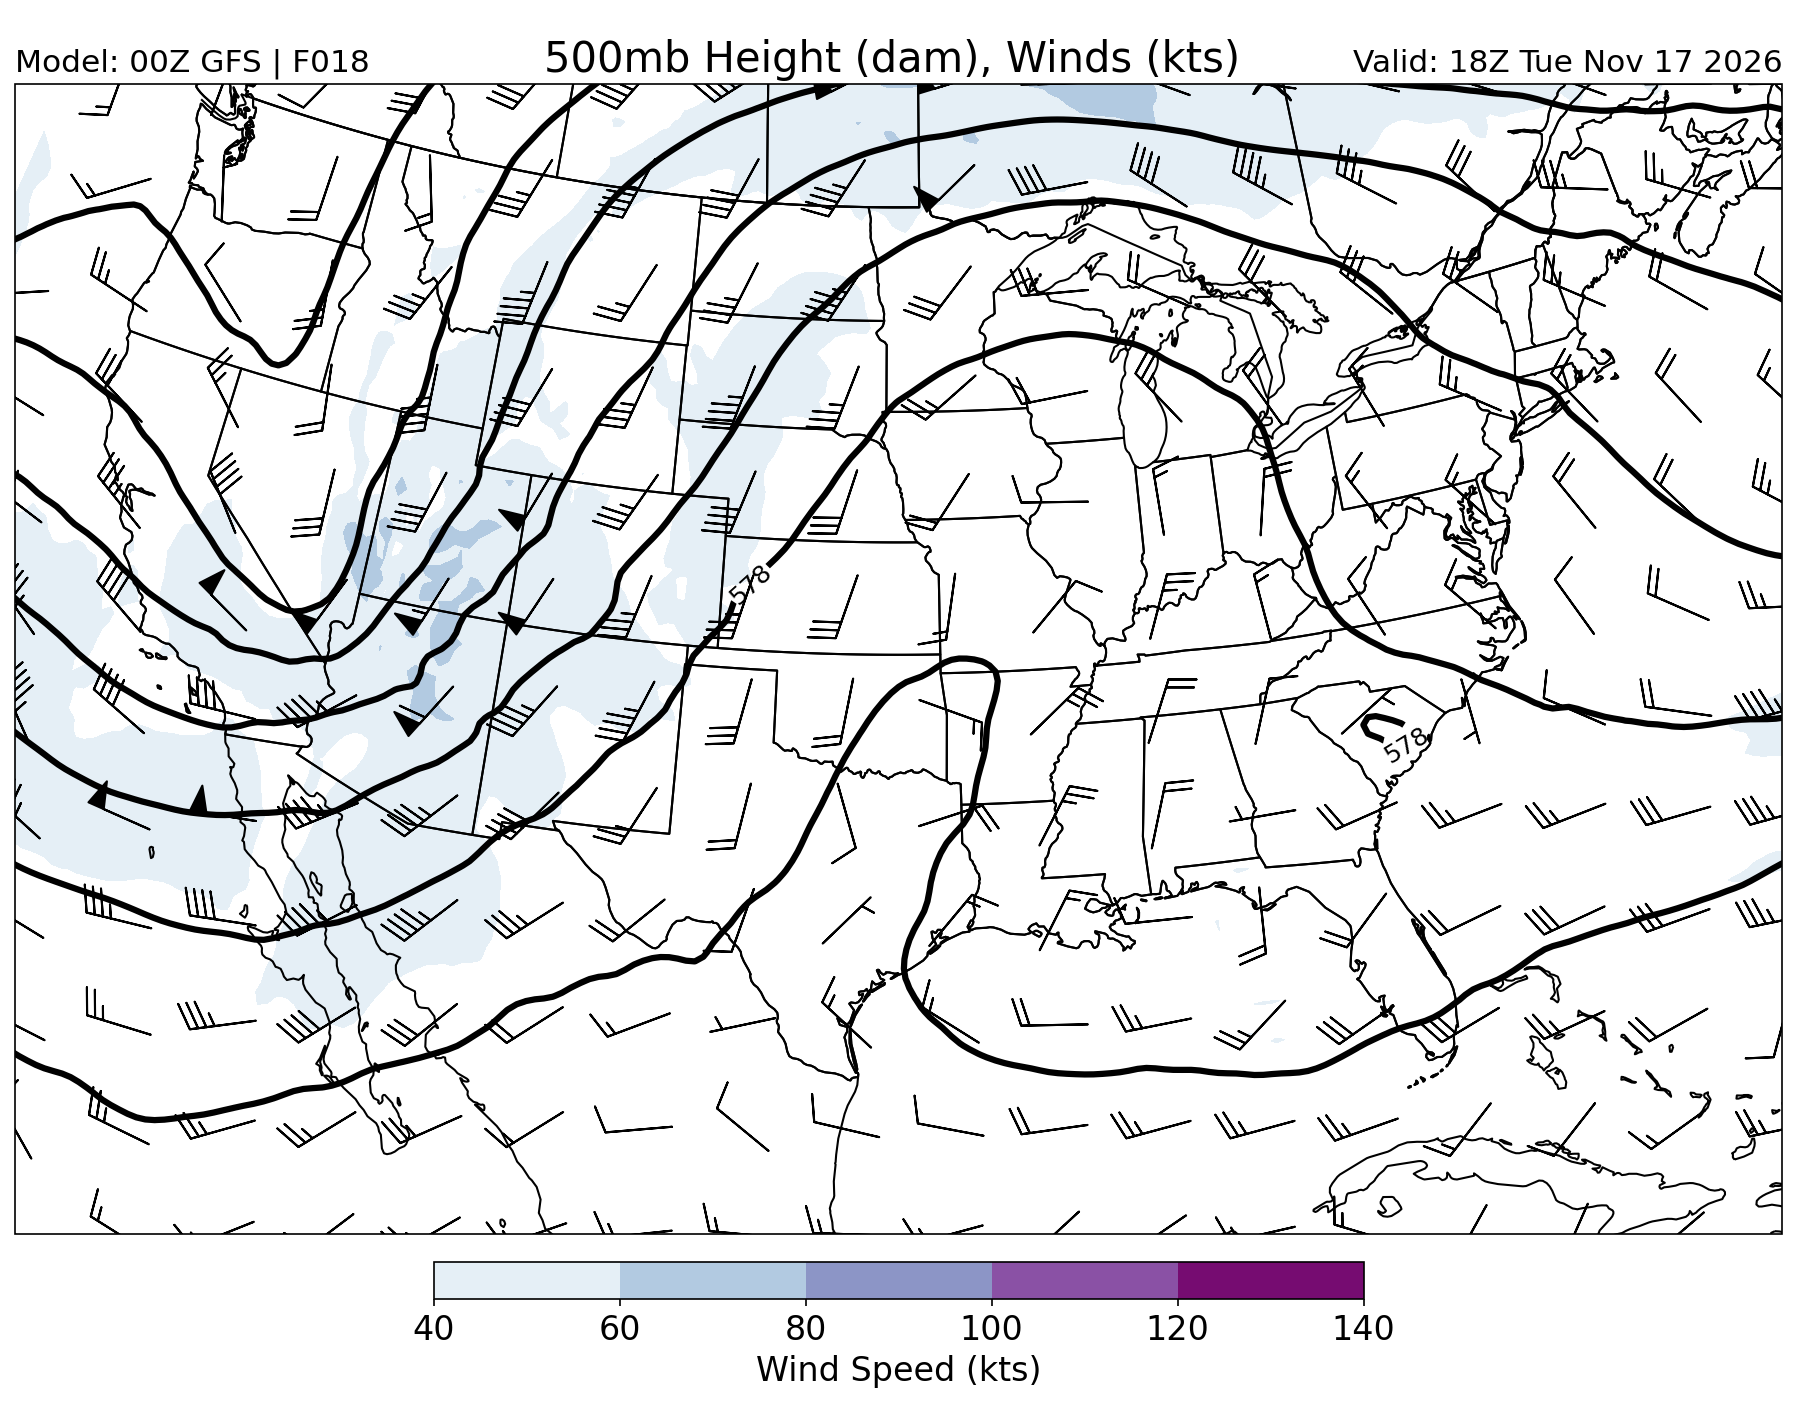 Model: 00Z GFS | F018
500mb Height (dam), Winds (kts)
Valid: 18Z Tue Nov 17 2026
578
578
40 60 80 100 120 140
Wind Speed (kts)